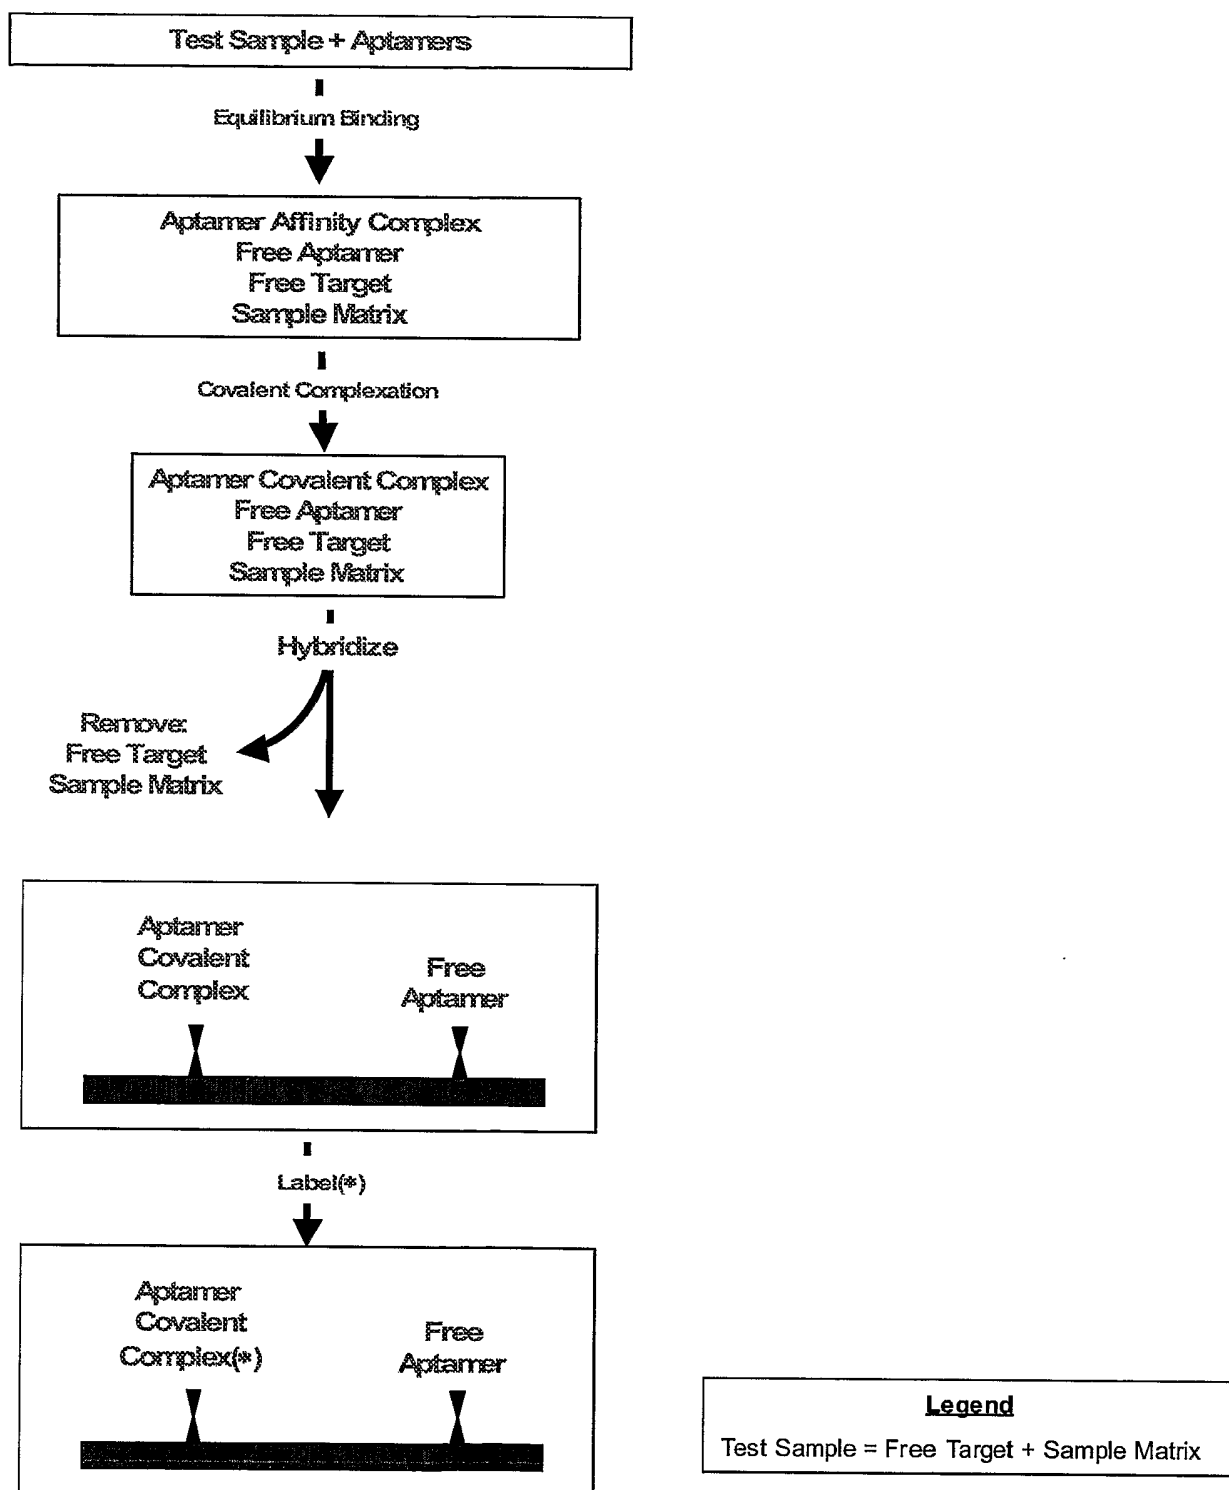 Test Sample + Aptamers
Equilibrium Binding
Aptamer Affinity Complex
Free Aptamer
Free Target
Sample Matrix
Covalent Complexation
Aptamer Covalent Complex
Free Aptamer
Free Target
Sample Matrix
Hybridize
Remove:
Free Target
Sample Matrix
Aptamer
Covalent
Complex
Free
Aptamer
Label(*)
Aptamer
Covalent
Complex(*)
Free
Aptamer
Legend
Test Sample = Free Target + Sample Matrix